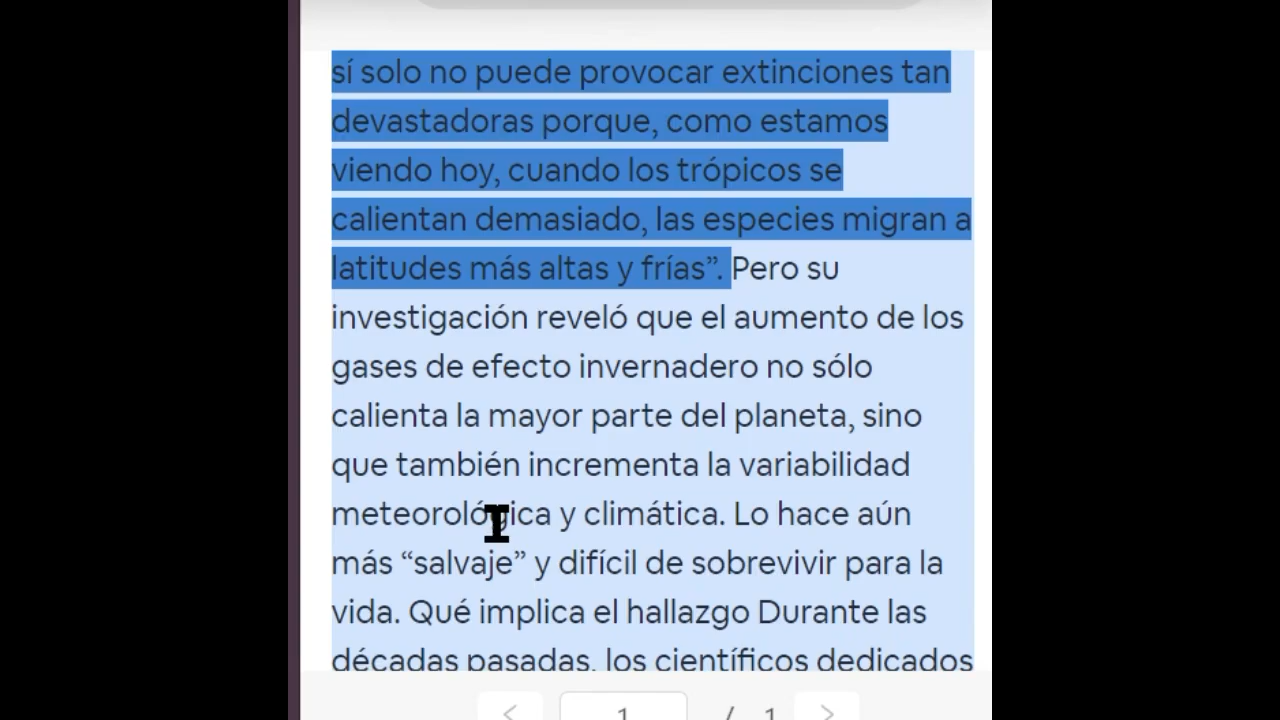 sí solo no puede provocar extinciones tan
devastadoras porque, como estamos
viendo hoy, cuando los trópicos se
calientan demasiado, las especies migran a
latitudes más altas y frías”. Pero su
investigación reveló que el aumento de los
gases de efecto invernadero no sólo
calienta la mayor parte del planeta, sino
que también incrementa la variabilidad
meteorológica y climática. Lo hace aún
más “salvaje” y difícil de sobrevivir para la
vida. Qué implica el hallazgo Durante las
décadas pasadas, los científicos dedicados
< 1 / 1 >